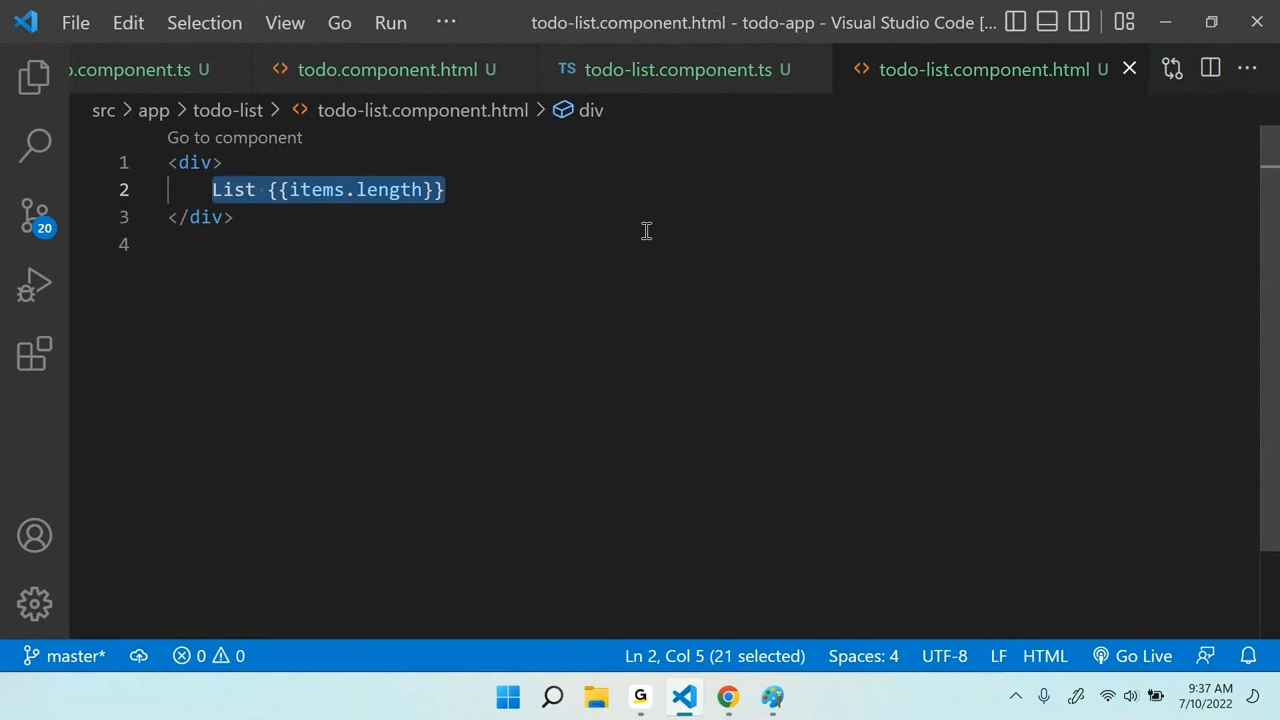 File Edit Selection View Go Run ··· todo-list.component.html - todo-app - Visual Studio Code [...
o.component.ts U todo.component.html U TS todo-list.component.ts U todo-list.component.html U
src > app > todo-list > todo-list.component.html > div
Go to component
1 <div>
2 List {{items.length}}
3 </div>
4
20
master* 0 0 Ln 2, Col 5 (21 selected) Spaces: 4 UTF-8 LF HTML Go Live
G
9:37 AM
7/10/2022